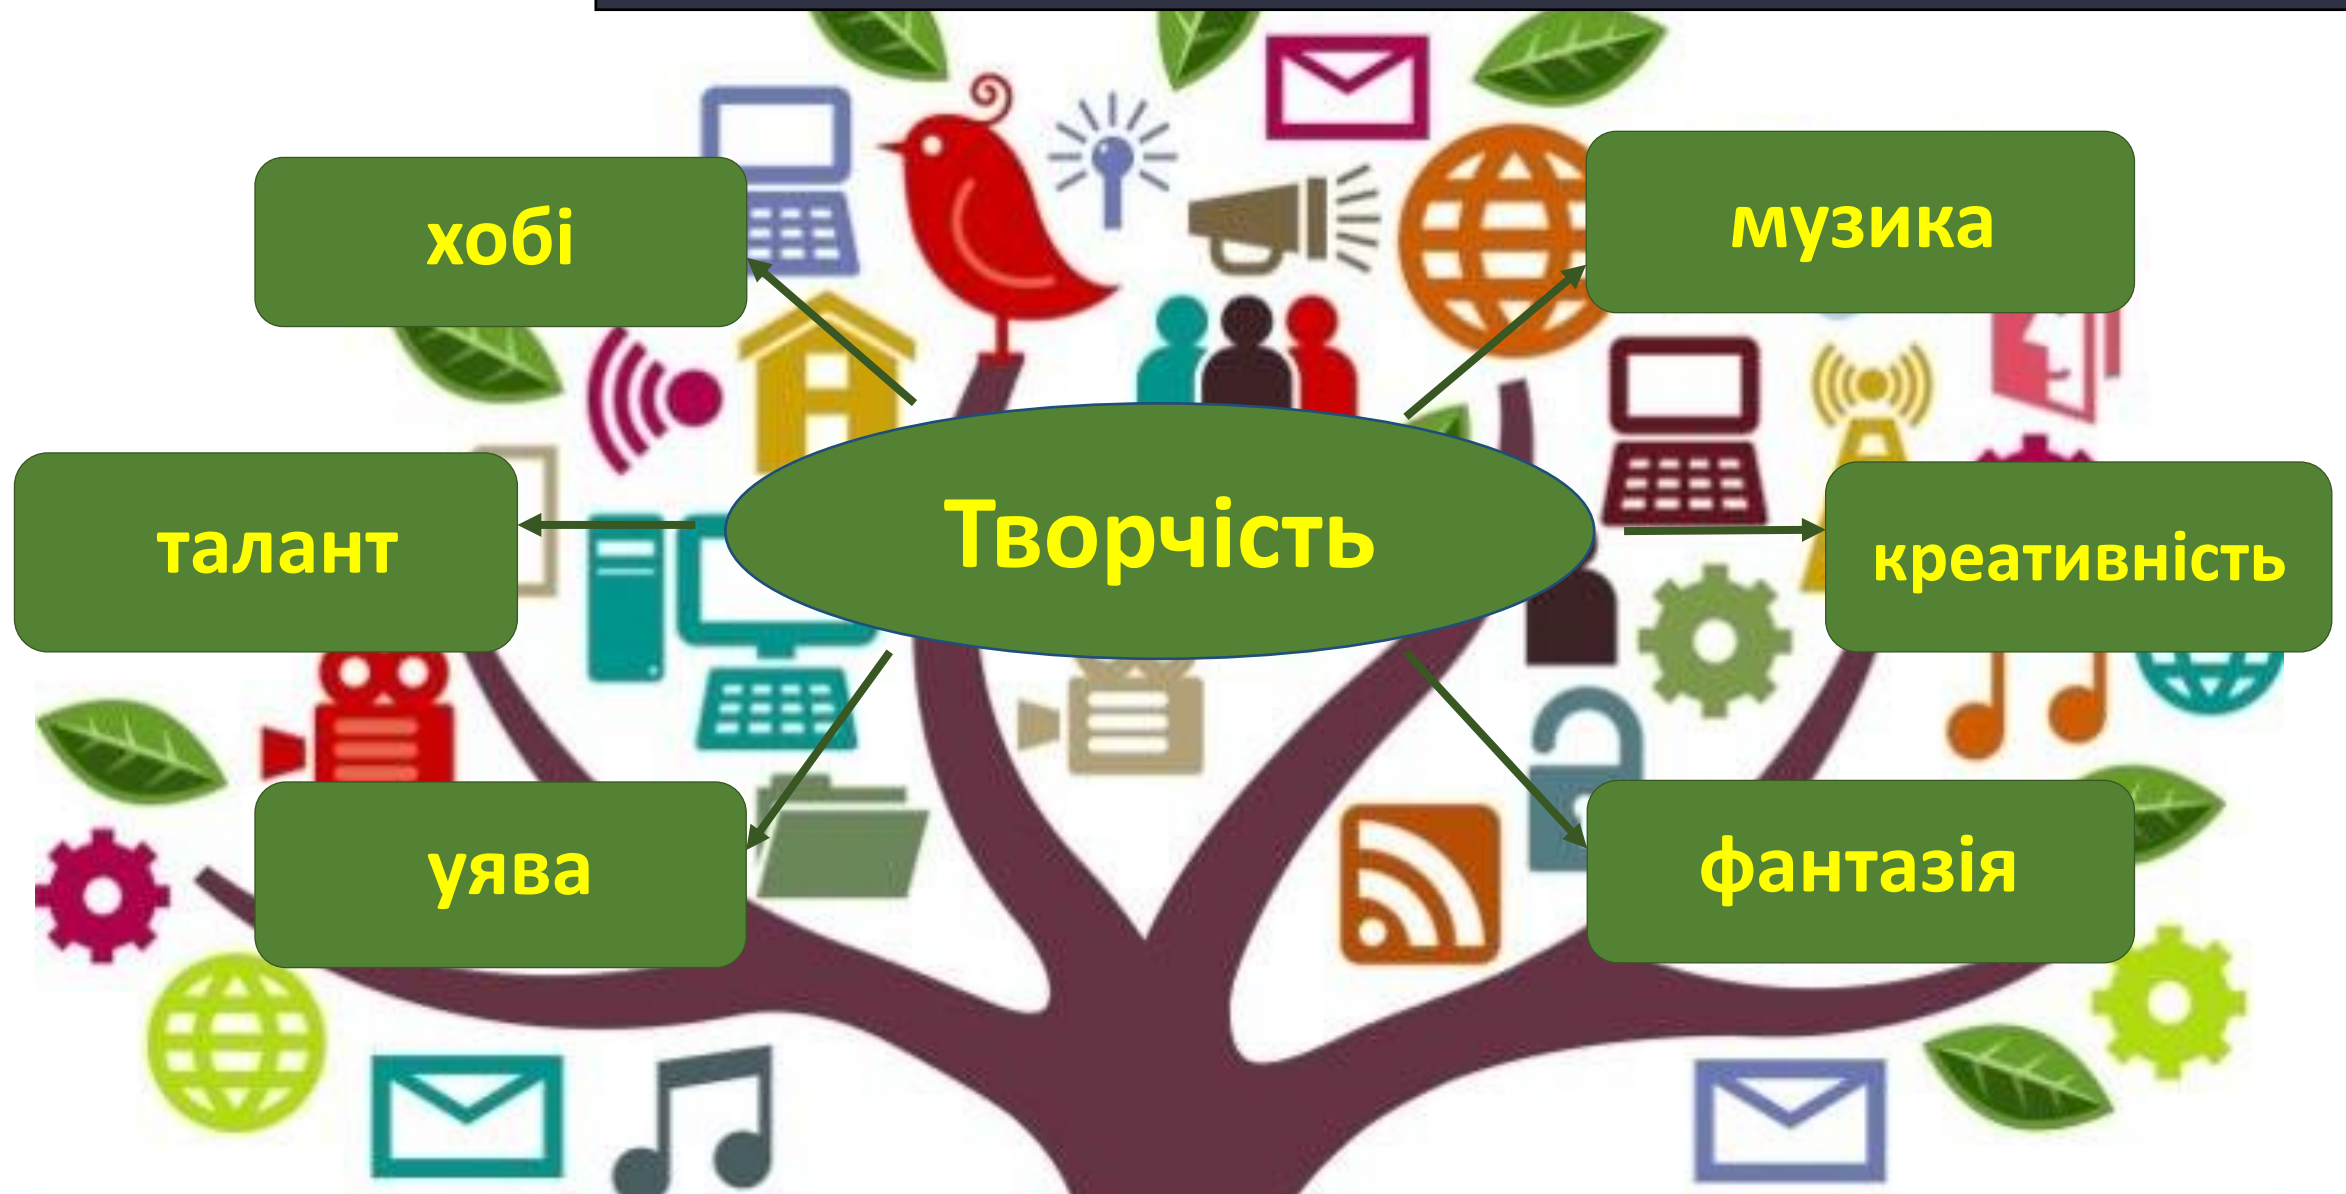 хобі
музика
Творчість
талант
креативність
уява
фантазія